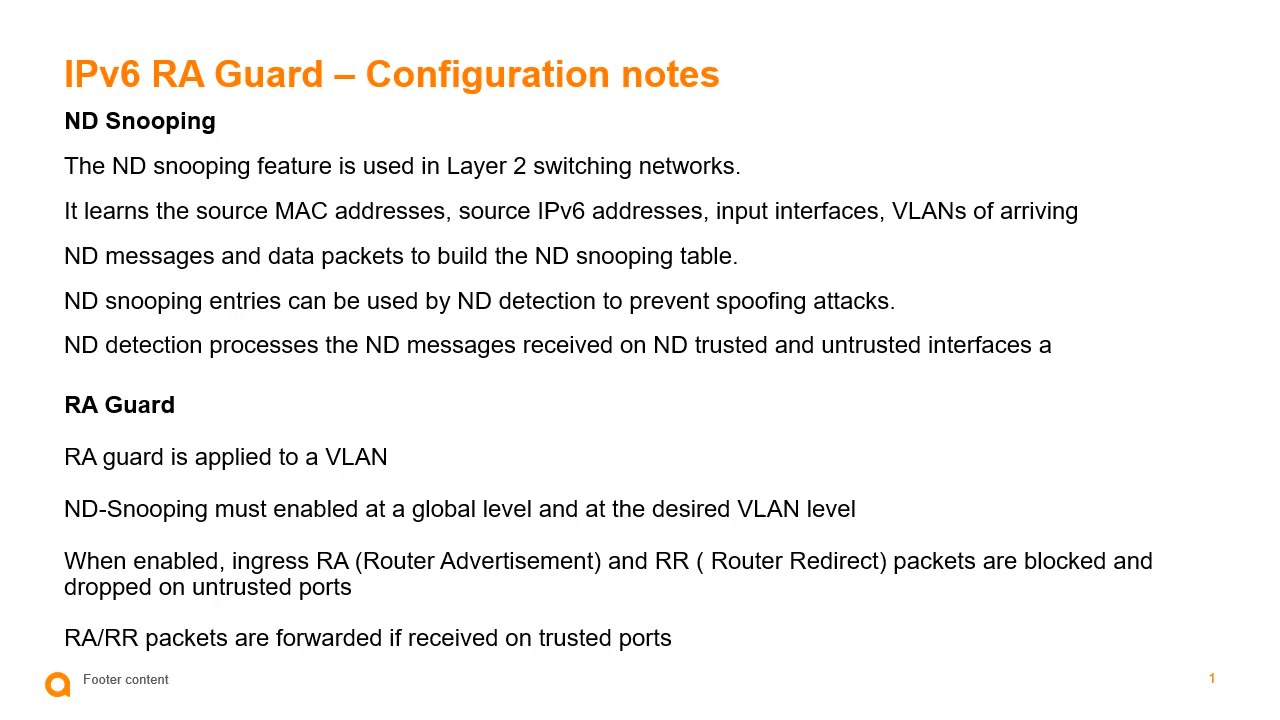 IPv6 RA Guard – Configuration notes
ND Snooping
The ND snooping feature is used in Layer 2 switching networks.
It learns the source MAC addresses, source IPv6 addresses, input interfaces, VLANs of arriving
ND messages and data packets to build the ND snooping table.
ND snooping entries can be used by ND detection to prevent spoofing attacks.
ND detection processes the ND messages received on ND trusted and untrusted interfaces a
RA Guard
RA guard is applied to a VLAN
ND-Snooping must enabled at a global level and at the desired VLAN level
When enabled, ingress RA (Router Advertisement) and RR ( Router Redirect) packets are blocked and
dropped on untrusted ports
RA/RR packets are forwarded if received on trusted ports
Footer content
1